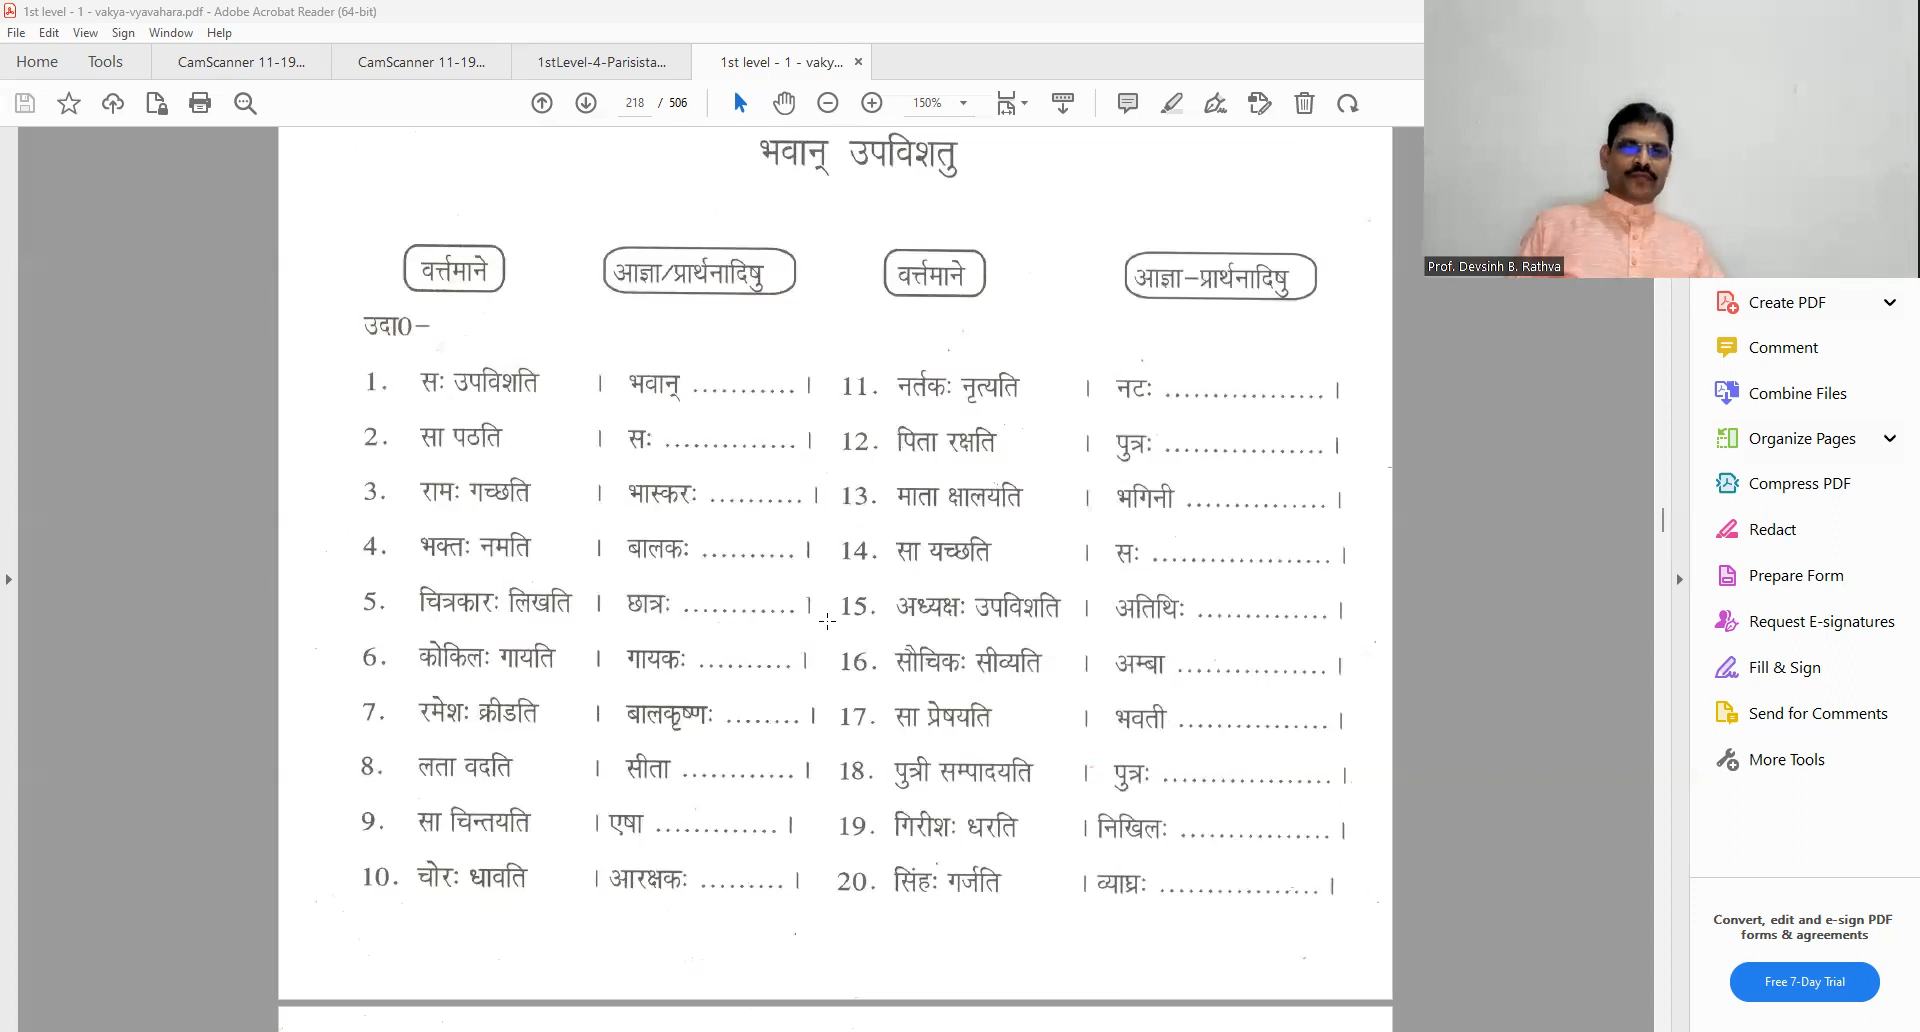 1st level - 1 - vakya-vyavahara.pdf - Adobe Acrobat Reader (64-bit)
File Edit View Sign Window Help
Home Tools CamScanner 11-19... CamScanner 11-19... 1stLevel-4-Parisista... 1st level - 1 - vaky... ×
218 / 506 150%
भवान् उपविशतु
वर्त्तमाने आज्ञा/प्रार्थनादिषु वर्त्तमाने आज्ञा-प्रार्थनादिषु
उदा0-
1. सः उपविशति । भवान् ........... । 11. नर्तकः नृत्यति । नटः ................. ।
2. सा पठति । सः .............. । 12. पिता रक्षति । पुत्रः ................. ।
3. रामः गच्छति । भास्करः .......... । 13. माता क्षालयति । भगिनी ............... ।
4. भक्तः नमति । बालकः ........... । 14. सा यच्छति । सः ................... ।
5. चित्रकारः लिखति । छात्रः ............ । 15. अध्यक्षः उपविशति । अतिथिः .............. ।
6. कोकिलः गायति । गायकः .......... । 16. सौचिकः सीव्यति । अम्बा ................ ।
7. रमेशः क्रीडति । बालकृष्णः ........ । 17. सा प्रेषयति । भवती ................ ।
8. लता वदति । सीता ............ । 18. पुत्री सम्पादयति । पुत्रः .................. ।
9. सा चिन्तयति । एषा ............. । 19. गिरीशः धरति । निखिलः ................ ।
10. चोरः धावति । आरक्षकः ......... । 20. सिंहः गर्जति । व्याघ्रः ................. ।
Prof. Devsinh B. Rathva
Create PDF
Comment
Combine Files
Organize Pages
Compress PDF
Redact
Prepare Form
Request E-signatures
Fill & Sign
Send for Comments
More Tools
Convert, edit and e-sign PDF
forms & agreements
Free 7-Day Trial